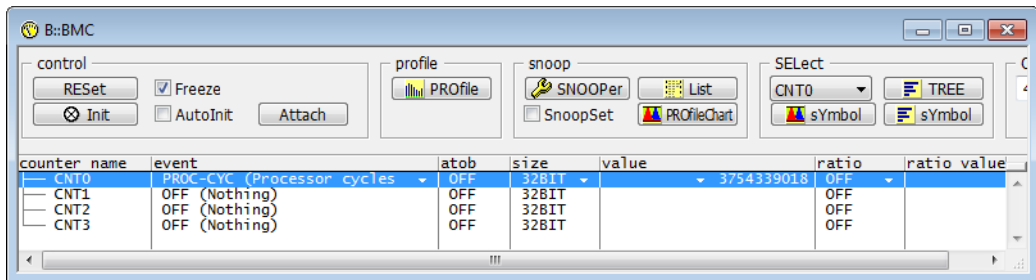 B::BMC
control
profile
snoop
SELect
RESet
Freeze
PROfile
SNOOPer
List
CNT0
TREE
Init
AutoInit
Attach
SnoopSet
PROfileChart
sYmbol
sYmbol
counter name event atob size value ratio ratio value
CNT0 PROC-CYC (Processor cycles OFF 32BIT 3754339018 OFF
CNT1 OFF (Nothing) OFF 32BIT OFF
CNT2 OFF (Nothing) OFF 32BIT OFF
CNT3 OFF (Nothing) OFF 32BIT OFF